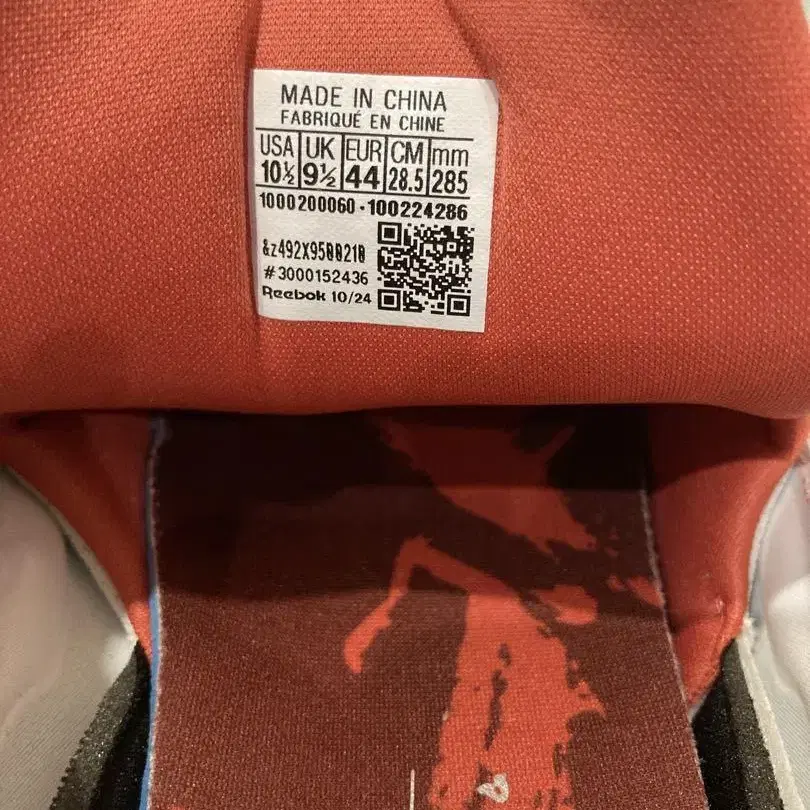 MADE IN CHINA
FABRIQUÉ EN CHINE
USA UK EUR CM mm
10½ 9½ 44 28.5 285
1000200060 - 100224286
&z492X9500210
#3000152436
Reebok 10/24